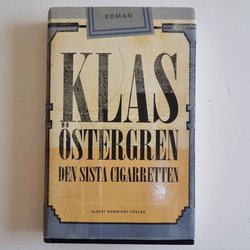 ROMAN
KLAS
ÖSTERGREN
DEN SISTA CIGARRETTEN
ALBERT BONNIERS FÖRLAG